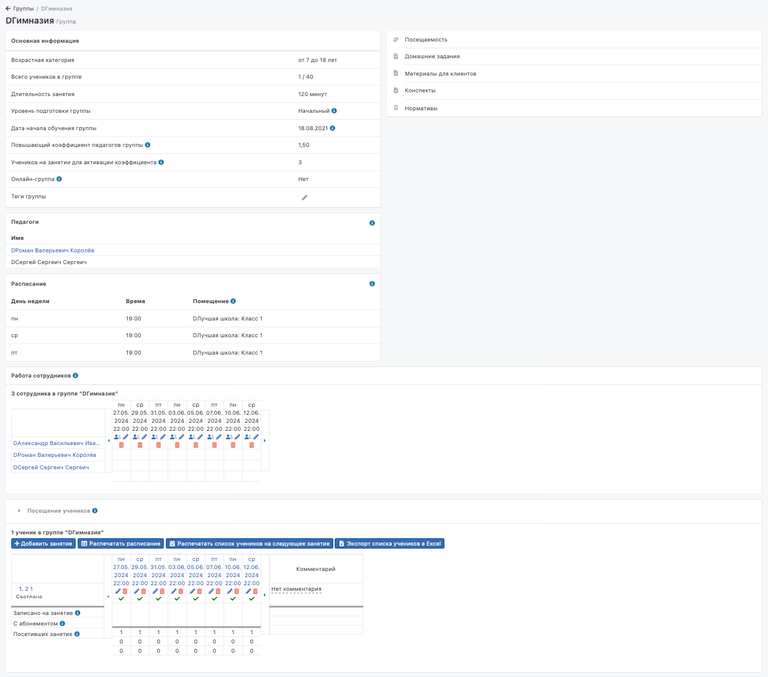 Группы / DГимназия
DГимназия Группа
Основная информация
Возрастная категория от 7 до 18 лет
Всего учеников в группе 1 / 40
Длительность занятия 120 минут
Уровень подготовки группы Начальный
Дата начала обучения группы 18.08.2021
Повышающий коэффициент педагогов группы 1,50
Учеников на занятии для активации коэффициента 3
Онлайн-группа Нет
Теги группы
Посещаемость
Домашние задания
Материалы для клиентов
Конспекты
Нормативы
Педагоги
Имя
DРоман Валерьевич Королёв
DСергей Сергеич Сергеич
Расписание
День недели Время Помещение
пн 19:00 DЛучшая школа: Класс 1
ср 19:00 DЛучшая школа: Класс 1
пт 19:00 DЛучшая школа: Класс 1
Работа сотрудников
3 сотрудника в группе "DГимназия"
пн ср пт пн ср пт пн ср
27.05. 29.05. 31.05. 03.06. 05.06. 07.06. 10.06. 12.06.
2024 2024 2024 2024 2024 2024 2024 2024
22:00 22:00 22:00 22:00 22:00 22:00 22:00 22:00
DАлександр Васильевич Ива...
DРоман Валерьевич Королёв
DСергей Сергеич Сергеич
Посещения учеников
1 ученик в группе "DГимназия"
Добавить занятие Распечатать расписание Распечатать список учеников на следующее занятие Экспорт списка учеников в Excel
пн ср пт пн ср пт пн ср
27.05. 29.05. 31.05. 03.06. 05.06. 07.06. 10.06. 12.06.
2024 2024 2024 2024 2024 2024 2024 2024
22:00 22:00 22:00 22:00 22:00 22:00 22:00 22:00
Комментарий
1. 2 1
Светлана
Нет комментария
Записано на занятие
С абонементом
Посетивших занятие
1 1 1 1 1 1 1 1
0 0 0 0 0 0 0 0
0 0 0 0 0 0 0 0